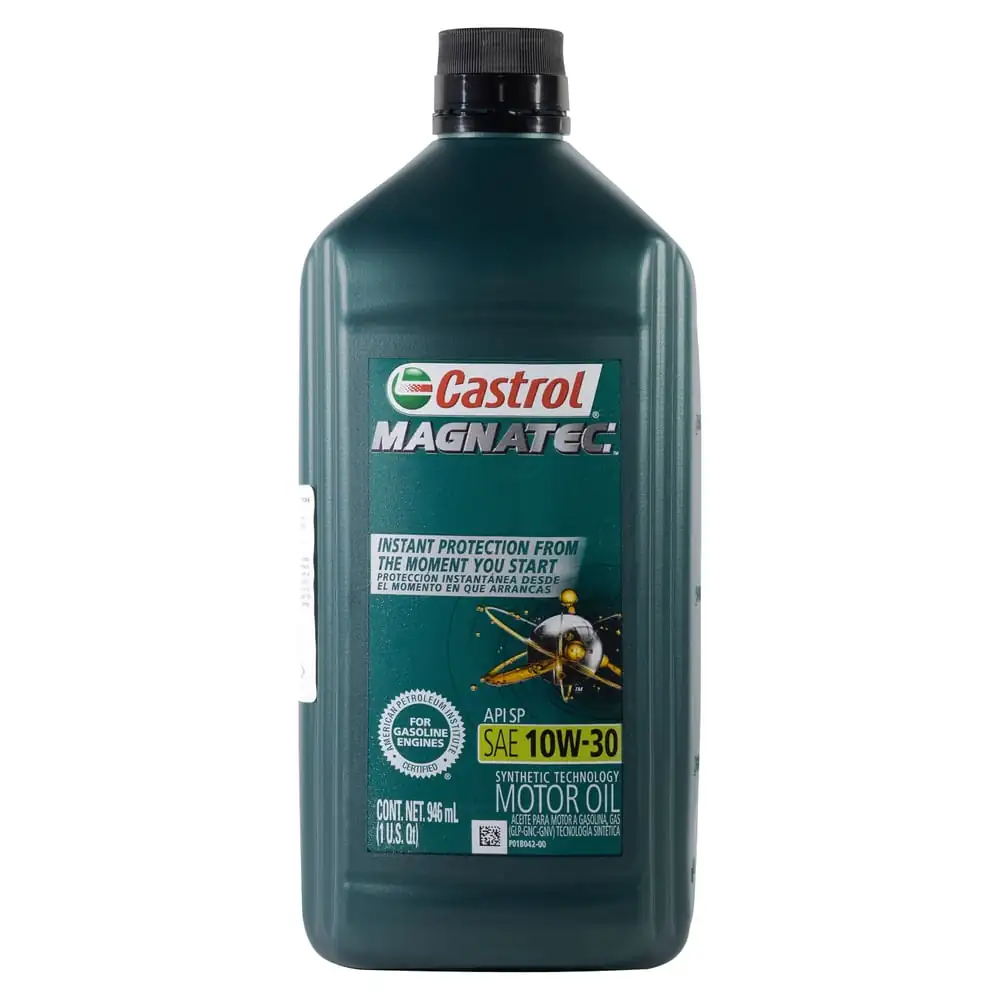 Castrol®
MAGNATEC™
INSTANT PROTECTION FROM
THE MOMENT YOU START
PROTECCIÓN INSTANTÁNEA DESDE
EL MOMENTO EN QUE ARRANCAS
TM
AMERICAN PETROLEUM INSTITUTE
FOR
GASOLINE
ENGINES
CERTIFIED
®
API SP
SAE 10W-30
SYNTHETIC TECHNOLOGY
MOTOR OIL
ACEITE PARA MOTOR A GASOLINA, GAS
(GLP-GNC-GNV) TECNOLOGÍA SINTÉTICA
P018042-00
CONT. NET. 946 mL
(1 U.S. Qt)